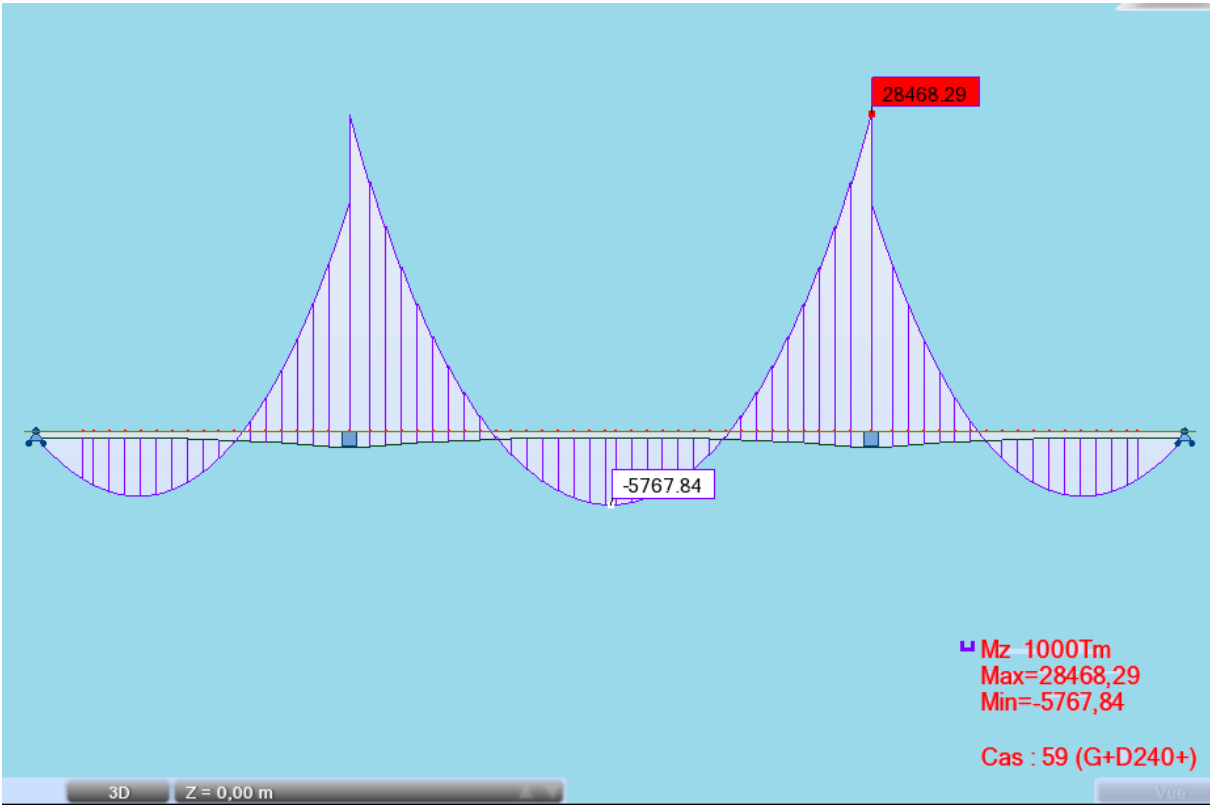 28468.29
-5767.84
Mz 1000Tm
Max=28468,29
Min=-5767,84
Cas : 59 (G+D240+)
3D
Z = 0,00 m
Vue